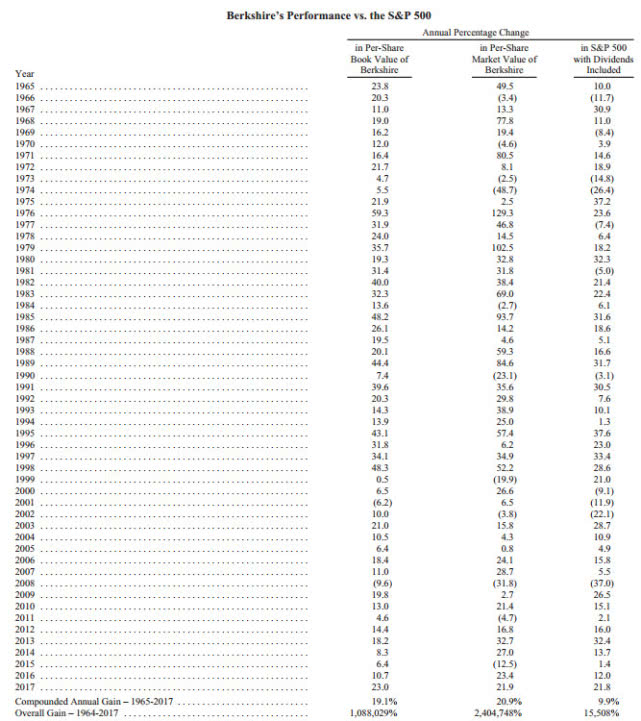 Berkshire's Performance vs. the S&P 500
Annual Percentage Change
in Per-Share in Per-Share in S&P 500
Book Value of Market Value of with Dividends
Year Berkshire Berkshire Included
1965 23.8 49.5 10.0
1966 20.3 (3.4) (11.7)
1967 11.0 13.3 30.9
1968 19.0 77.8 11.0
1969 16.2 19.4 (8.4)
1970 12.0 (4.6) 3.9
1971 16.4 80.5 14.6
1972 21.7 8.1 18.9
1973 4.7 (2.5) (14.8)
1974 5.5 (48.7) (26.4)
1975 21.9 2.5 37.2
1976 59.3 129.3 23.6
1977 31.9 46.8 (7.4)
1978 24.0 14.5 6.4
1979 35.7 102.5 18.2
1980 19.3 32.8 32.3
1981 31.4 31.8 (5.0)
1982 40.0 38.4 21.4
1983 32.3 69.0 22.4
1984 13.6 (2.7) 6.1
1985 48.2 93.7 31.6
1986 26.1 14.2 18.6
1987 19.5 4.6 5.1
1988 20.1 59.3 16.6
1989 44.4 84.6 31.7
1990 7.4 (23.1) (3.1)
1991 39.6 35.6 30.5
1992 20.3 29.8 7.6
1993 14.3 38.9 10.1
1994 13.9 25.0 1.3
1995 43.1 57.4 37.6
1996 31.8 6.2 23.0
1997 34.1 34.9 33.4
1998 48.3 52.2 28.6
1999 0.5 (19.9) 21.0
2000 6.5 26.6 (9.1)
2001 (6.2) 6.5 (11.9)
2002 10.0 (3.8) (22.1)
2003 21.0 15.8 28.7
2004 10.5 4.3 10.9
2005 6.4 0.8 4.9
2006 18.4 24.1 15.8
2007 11.0 28.7 5.5
2008 (9.6) (31.8) (37.0)
2009 19.8 2.7 26.5
2010 13.0 21.4 15.1
2011 4.6 (4.7) 2.1
2012 14.4 16.8 16.0
2013 18.2 32.7 32.4
2014 8.3 27.0 13.7
2015 6.4 (12.5) 1.4
2016 10.7 23.4 12.0
2017 23.0 21.9 21.8
Compounded Annual Gain – 1965-2017 19.1% 20.9% 9.9%
Overall Gain – 1964-2017 1,088,029% 2,404,748% 15,508%